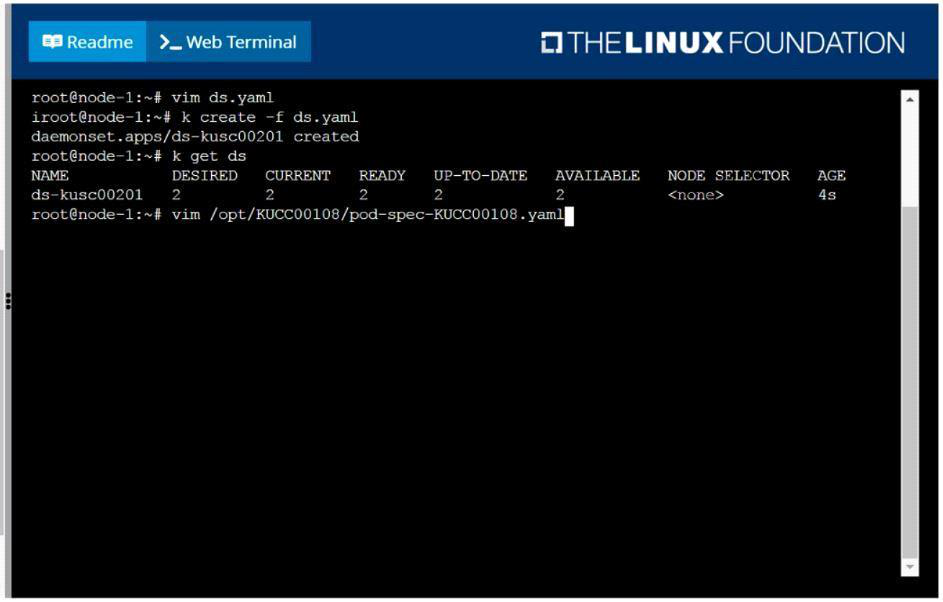 Readme
Web Terminal
THE LINUX FOUNDATION
root@node-1:~# vim ds.yaml
iroot@node-1:~# k create -f ds.yaml
daemonset.apps/ds-kusc00201 created
root@node-1:~# k get ds
NAME DESIRED CURRENT READY UP-TO-DATE AVAILABLE NODE SELECTOR AGE
ds-kusc00201 2 2 2 2 2 <none> 4s
root@node-1:~# vim /opt/KUCC00108/pod-spec-KUCC00108.yaml